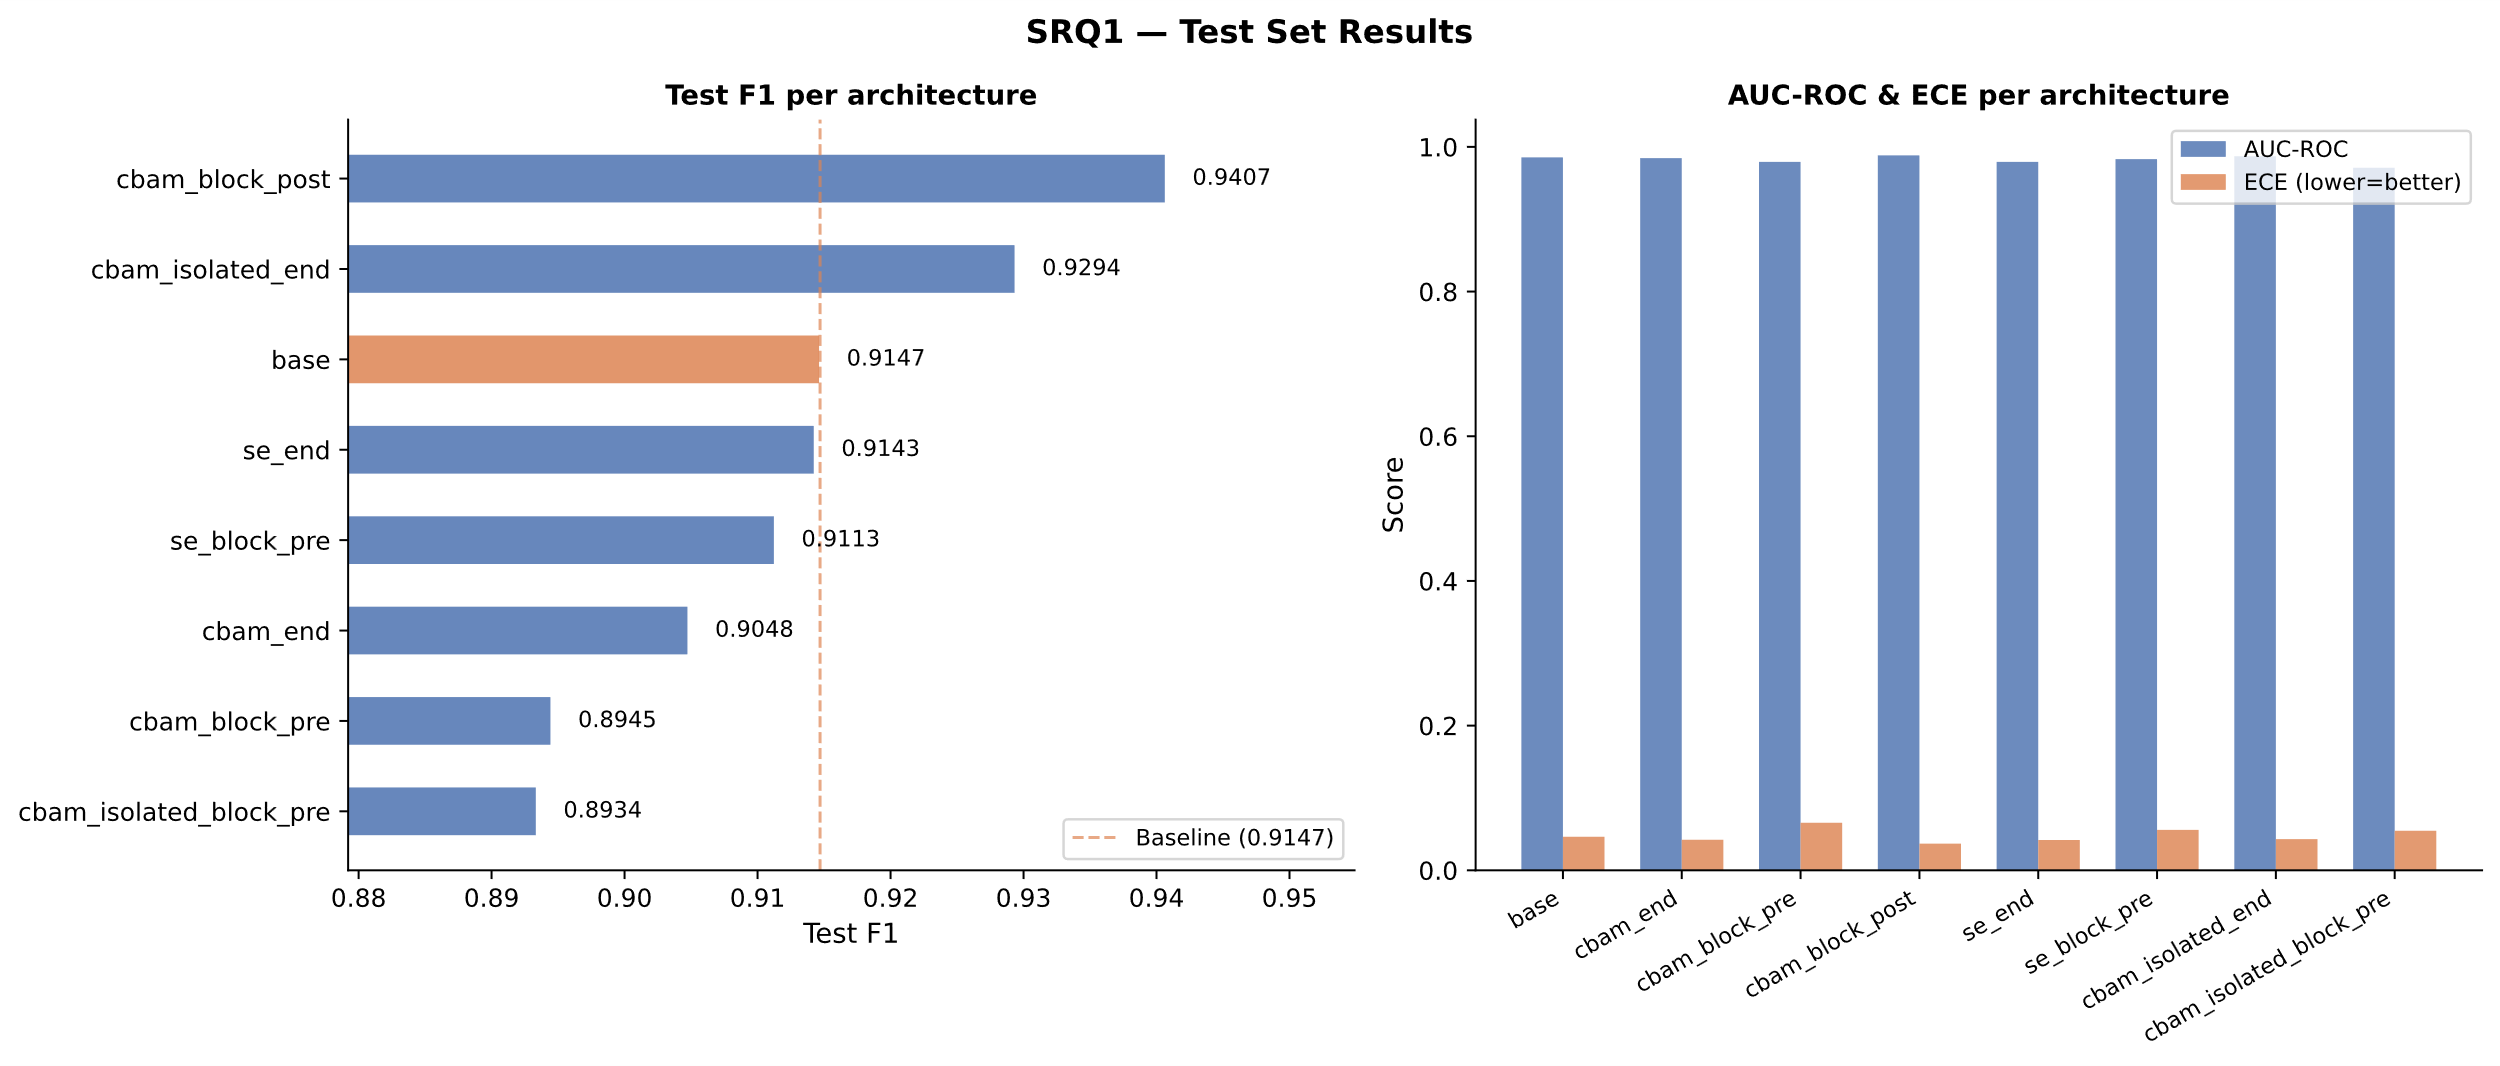 SRQ1 — Test Set Results
Test F1 per architecture
cbam_block_post
0.9407
cbam_isolated_end
0.9294
base
0.9147
se_end
0.9143
se_block_pre
0.9113
cbam_end
0.9048
cbam_block_pre
0.8945
cbam_isolated_block_pre
0.8934
Baseline (0.9147)
0.88 0.89 0.90 0.91 0.92 0.93 0.94 0.95
Test F1
AUC-ROC & ECE per architecture
AUC-ROC
ECE (lower=better)
Score
1.0
0.8
0.6
0.4
0.2
0.0
base
cbam_end
cbam_block_pre
cbam_block_post
se_end
se_block_pre
cbam_isolated_end
cbam_isolated_block_pre